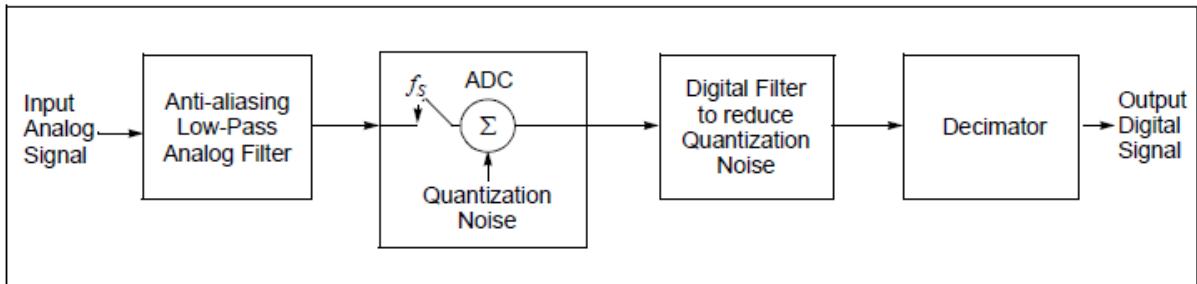 Input
Analog
Signal
Anti-aliasing
Low-Pass
Analog Filter
fs
ADC
Σ
Quantization
Noise
Digital Filter
to reduce
Quantization
Noise
Decimator
Output
Digital
Signal